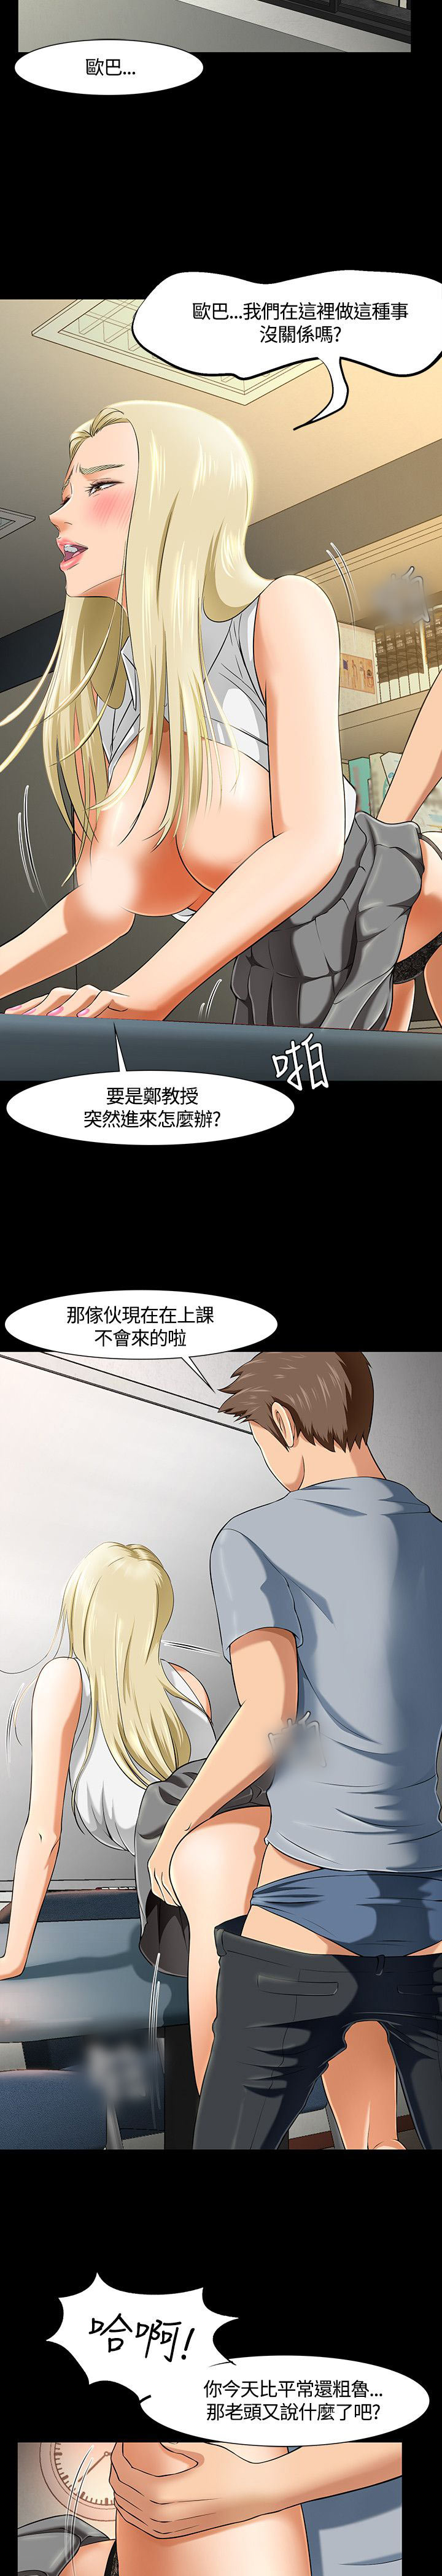 歐巴...
歐巴...我們在這裡做這種事
沒關係嗎?
啪
要是鄭教授
突然進來怎麼辦?
那傢伙現在在上課
不會來的啦
哈啊!
你今天比平常還粗魯...
那老頭又說什麼了吧?